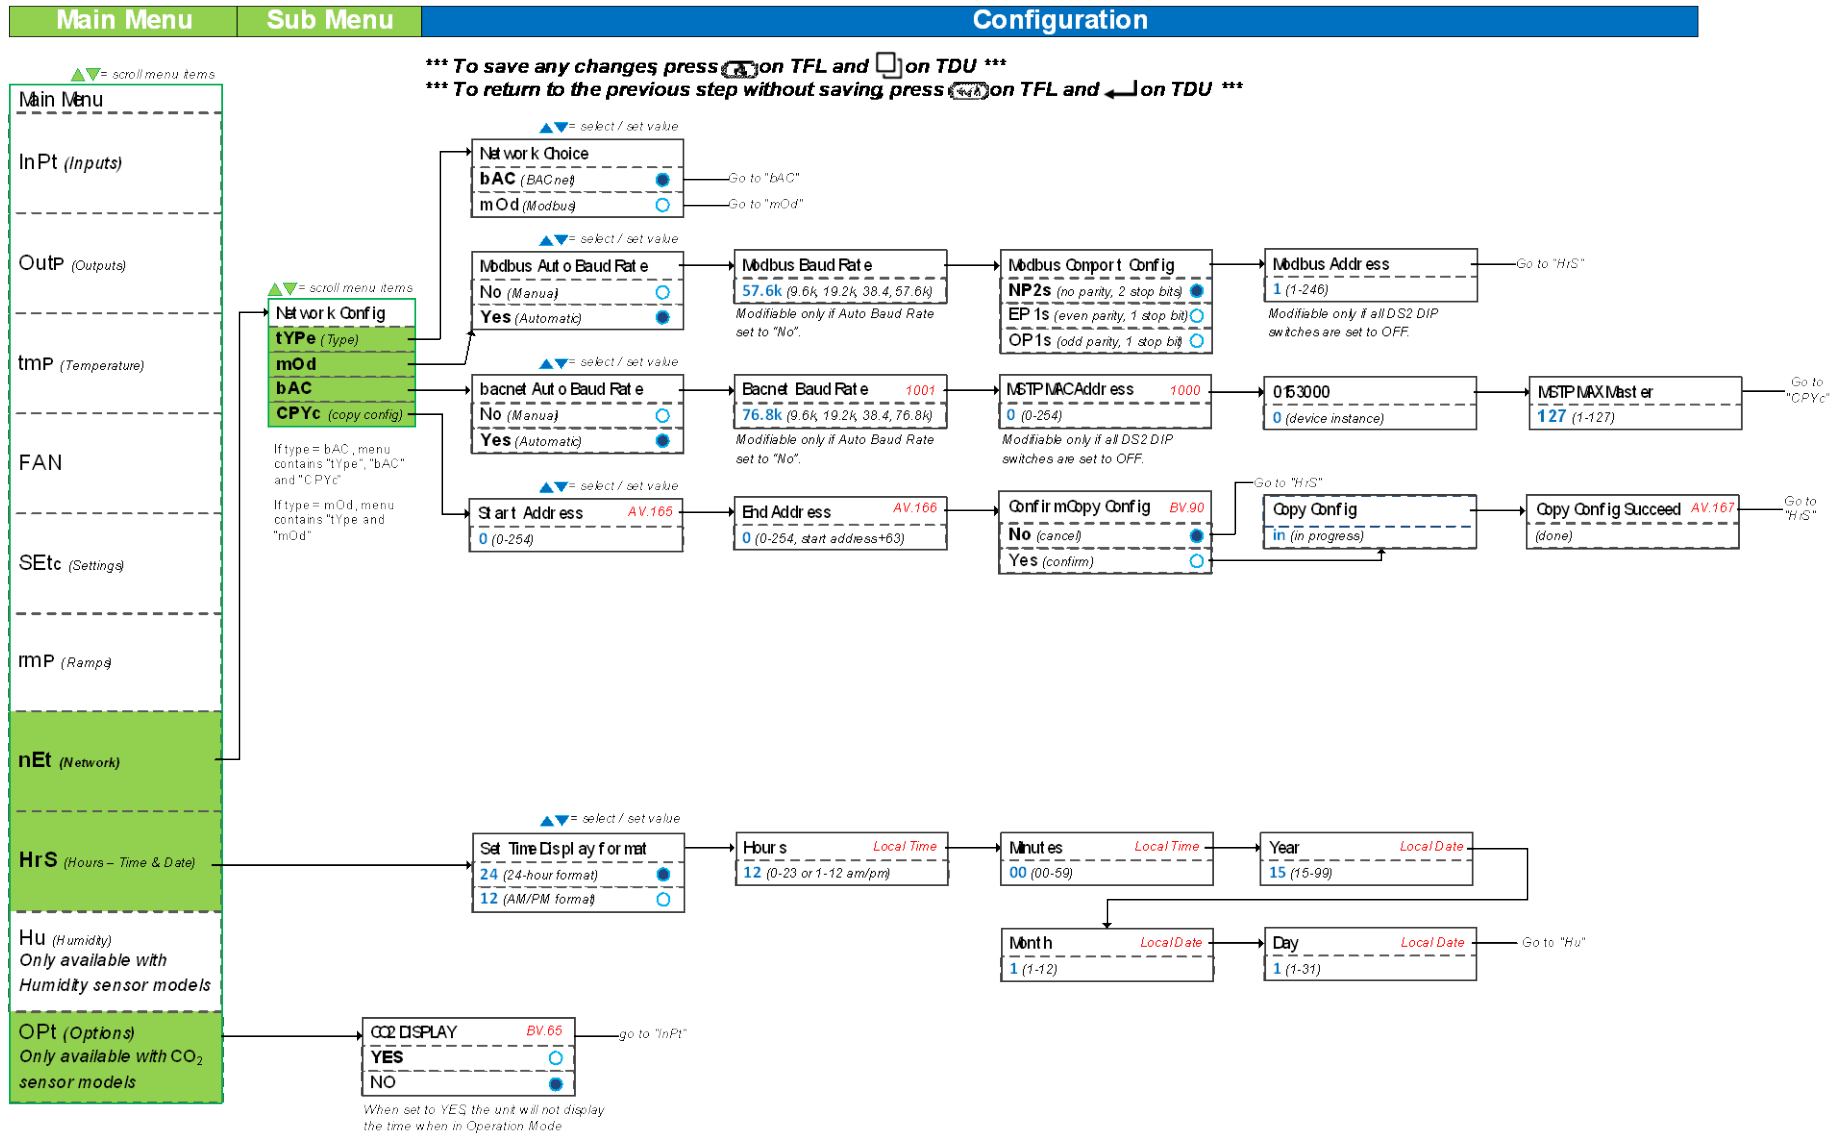 Main Menu
Sub Menu
Configuration
▲▼= scroll menu items
*** To save any changes, press on TFL and on TDU ***
*** To return to the previous step without saving, press on TFL and on TDU ***
Main Menu
InPt (Inputs)
OutP (Outputs)
tmP (Temperature)
FAN
SEtc (Settings)
rmP (Ramps)
nEt (Network)
HrS (Hours – Time & Date)
Hu (Humidity)
Only available with
Humidity sensor models
OPt (Options)
Only available with CO2
sensor models
▲▼= scroll menu items
Network Config
tYPe (Type)
mOd
bAC
CPYc (copy config)
If type = bAC, menu
contains "tYpe", "bAC"
and "CPYc"
If type = mOd, menu
contains "tYpe and
"mOd"
▲▼= select / set value
Network Choice
bAC (BACnet)
mOd (Modbus)
Go to "bAC"
Go to "mOd"
▲▼= select / set value
Modbus Auto Baud Rate
No (Manual)
Yes (Automatic)
Modbus Baud Rate
57.6k (9.6k, 19.2k, 38.4, 57.6k)
Modifiable only if Auto Baud Rate
set to "No".
Modbus Comport Config
NP2s (no parity, 2 stop bits)
EP1s (even parity, 1 stop bit)
OP1s (odd parity, 1 stop bit)
Modbus Address
1 (1-246)
Modifiable only if all DS2 DIP
switches are set to OFF.
Go to "HrS"
▲▼= select / set value
bacnet Auto Baud Rate
No (Manual)
Yes (Automatic)
Bacnet Baud Rate 1001
76.8k (9.6k, 19.2k, 38.4, 76.8k)
Modifiable only if Auto Baud Rate
set to "No".
MSTP MAC Address 1000
0 (0-254)
Modifiable only if all DS2 DIP
switches are set to OFF.
0153000
0 (device instance)
MSTP MAX Master
127 (1-127)
Go to
"CPYc"
▲▼= select / set value
Start Address AV.165
0 (0-254)
End Address AV.166
0 (0-254, start address+63)
Confirm Copy Config BV.90
No (cancel)
Yes (confirm)
Go to "HrS"
Copy Config
in (in progress)
Copy Config Succeed AV.167
(done)
Go to
"HrS"
▲▼= select / set value
Set Time Display format
24 (24-hour format)
12 (AM/PM format)
Hours Local Time
12 (0-23 or 1-12 am/pm)
Minutes Local Time
00 (00-59)
Year Local Date
15 (15-99)
Month Local Date
1 (1-12)
Day Local Date
1 (1-31)
Go to "Hu"
CO2 DISPLAY BV.65
YES
NO
go to "InPt"
When set to YES, the unit will not display
the time when in Operation Mode